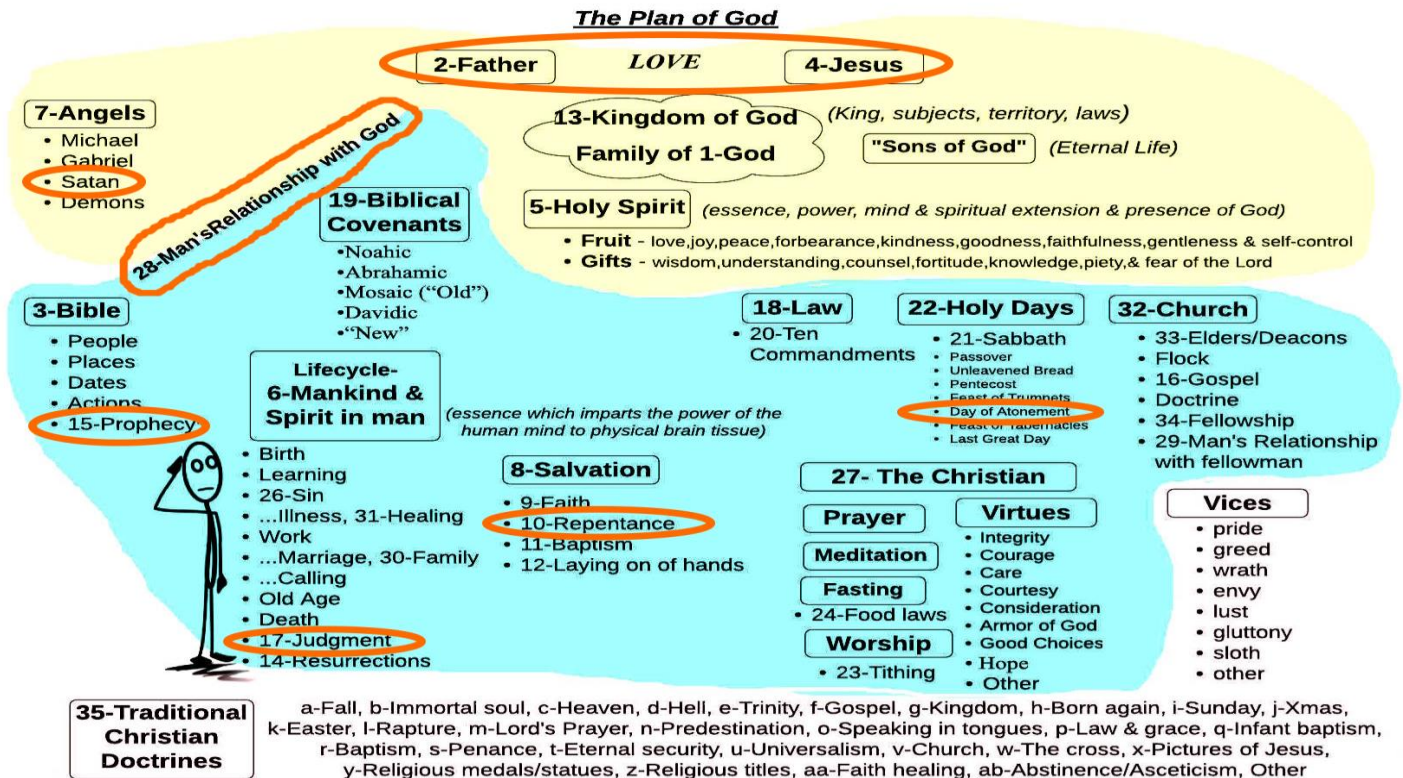 The Plan of God
2-Father
LOVE
4-Jesus
7-Angels
• Michael
• Gabriel
• Satan
• Demons
28-Man'sRelationship with God
13-Kingdom of God
(King, subjects, territory, laws)
Family of 1-God
"Sons of God"
(Eternal Life)
19-Biblical
Covenants
•Noahic
•Abrahamic
•Mosaic (“Old”)
•Davidic
•“New”
5-Holy Spirit
(essence, power, mind & spiritual extension & presence of God)
• Fruit - love,joy,peace,forbearance,kindness,goodness,faithfulness,gentleness & self-control
• Gifts - wisdom,understanding,counsel,fortitude,knowledge,piety,& fear of the Lord
3-Bible
• People
• Places
• Dates
• Actions
• 15-Prophecy
Lifecycle-
6-Mankind &
Spirit in man
(essence which imparts the power of the
human mind to physical brain tissue)
• Birth
• Learning
• 26-Sin
• ...Illness, 31-Healing
• Work
• ...Marriage, 30-Family
• ...Calling
• Old Age
• Death
• 17-Judgment
• 14-Resurrections
8-Salvation
• 9-Faith
• 10-Repentance
• 11-Baptism
• 12-Laying on of hands
18-Law
• 20-Ten
Commandments
22-Holy Days
• 21-Sabbath
• Passover
• Unleavened Bread
• Pentecost
• Feast of Trumpets
• Day of Atonement
• Feast of Tabernacles
• Last Great Day
32-Church
• 33-Elders/Deacons
• Flock
• 16-Gospel
• Doctrine
• 34-Fellowship
• 29-Man's Relationship
with fellowman
27- The Christian
Prayer
Meditation
Fasting
• 24-Food laws
Worship
• 23-Tithing
Virtues
• Integrity
• Courage
• Care
• Courtesy
• Consideration
• Armor of God
• Good Choices
• Hope
• Other
Vices
• pride
• greed
• wrath
• envy
• lust
• gluttony
• sloth
• other
35-Traditional
Christian
Doctrines
a-Fall, b-Immortal soul, c-Heaven, d-Hell, e-Trinity, f-Gospel, g-Kingdom, h-Born again, i-Sunday, j-Xmas,
k-Easter, l-Rapture, m-Lord's Prayer, n-Predestination, o-Speaking in tongues, p-Law & grace, q-Infant baptism,
r-Baptism, s-Penance, t-Eternal security, u-Universalism, v-Church, w-The cross, x-Pictures of Jesus,
y-Religious medals/statues, z-Religious titles, aa-Faith healing, ab-Abstinence/Asceticism, Other